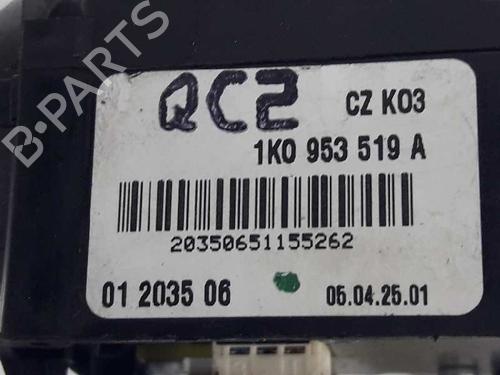 B-PARTS
QC2
CZ K03
1K0 953 519 A
20350651155262
01 2035 06
05.04.25.01